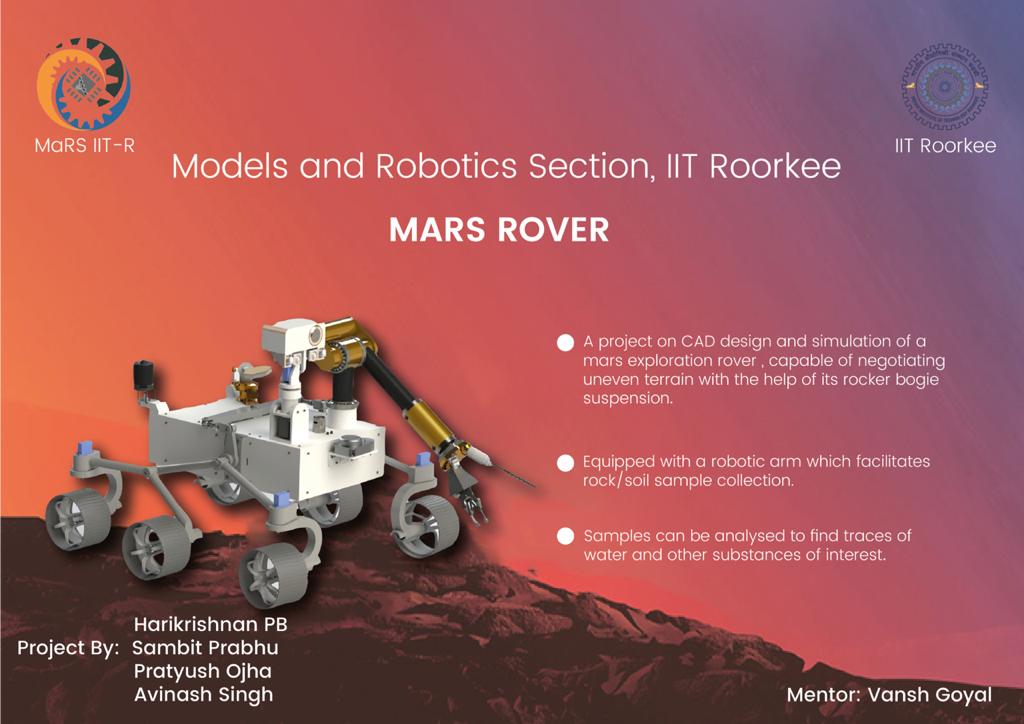 MaRS IIT-R
IIT Roorkee
Models and Robotics Section, IIT Roorkee
MARS ROVER
A project on CAD design and simulation of a
mars exploration rover , capable of negotiating
uneven terrain with the help of its rocker bogie
suspension.
Equipped with a robotic arm which facilitates
rock/soil sample collection.
Samples can be analysed to find traces of
water and other substances of interest.
Harikrishnan PB
Project By: Sambit Prabhu
Pratyush Ojha
Avinash Singh
Mentor: Vansh Goyal